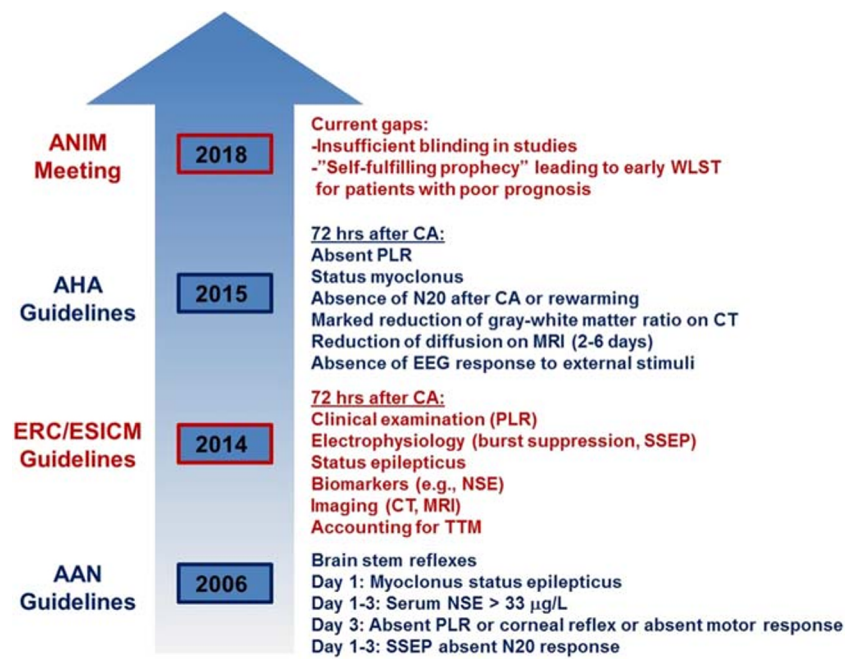 ANIM
Meeting
2018
Current gaps:
-Insufficient blinding in studies
-"Self-fulfilling prophecy" leading to early WLST
for patients with poor prognosis
AHA
Guidelines
2015
72 hrs after CA:
Absent PLR
Status myoclonus
Absence of N20 after CA or rewarming
Marked reduction of gray-white matter ratio on CT
Reduction of diffusion on MRI (2-6 days)
Absence of EEG response to external stimuli
ERC/ESICM
Guidelines
2014
72 hrs after CA:
Clinical examination (PLR)
Electrophysiology (burst suppression, SSEP)
Status epilepticus
Biomarkers (e.g., NSE)
Imaging (CT, MRI)
Accounting for TTM
AAN
Guidelines
2006
Brain stem reflexes
Day 1: Myoclonus status epilepticus
Day 1-3: Serum NSE > 33 μg/L
Day 3: Absent PLR or corneal reflex or absent motor response
Day 1-3: SSEP absent N20 response